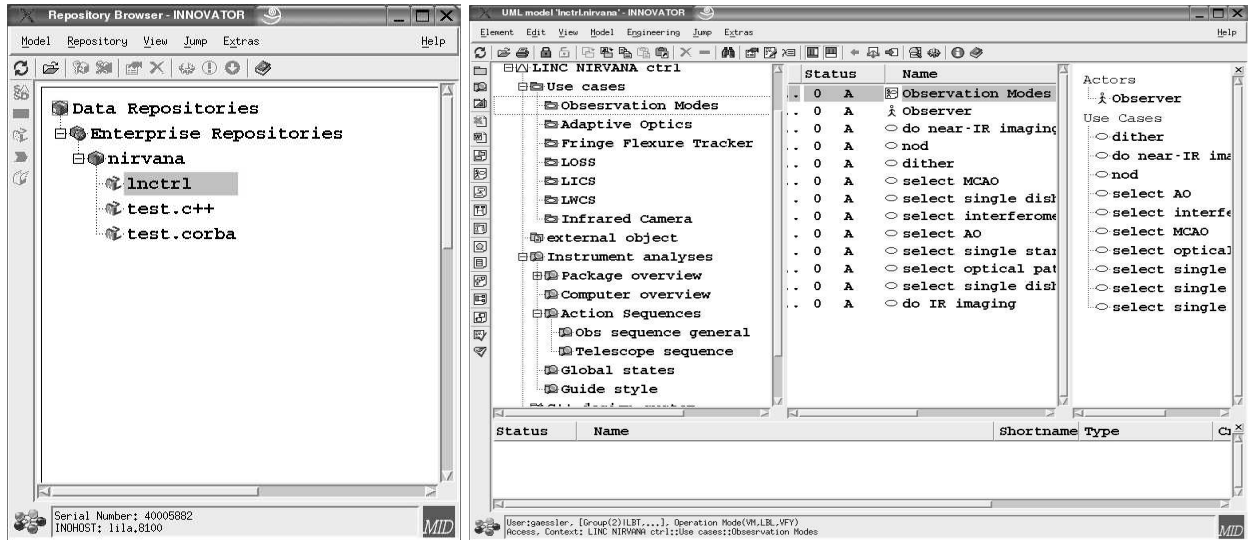 Repository Browser - INNOVATOR
Model Repository View Jump Extras Help
Data Repositories
Enterprise Repositories
nirvana
lnctrl
test.c++
test.corba
Serial Number: 40005882
INOHOST: lila.8100
MID
UML model 'lnctrl.nirvana' - INNOVATOR
Element Edit View Model Engineering Jump Extras Help
LINC NIRVANA ctrl
Use cases
Obsesrvation Modes
Adaptive Optics
Fringe Flexure Tracker
LOSS
LICS
LWCS
Infrared Camera
external object
Instrument analyses
Package overview
Computer overview
Action Sequences
Obs sequence general
Telescope sequence
Global states
Guide style
Status Name
0 A Observation Modes
0 A Observer
0 A do near-IR imaging
0 A nod
0 A dither
0 A select MCAO
0 A select single dish
0 A select interferome
0 A select AO
0 A select single star
0 A select optical pat
0 A select single dish
0 A do IR imaging
Actors
Observer
Use Cases
dither
do near-IR ima
nod
select AO
select interfe
select MCAO
select optical
select single
select single
select single
Status Name Shortname Type
User:gaessler, [Group(2)!LBT,...], Operation Mode(VM,LBL,VFY)
Access, Context: LINC NIRVANA ctrl::Use cases::Obsesrvation Modes
MID